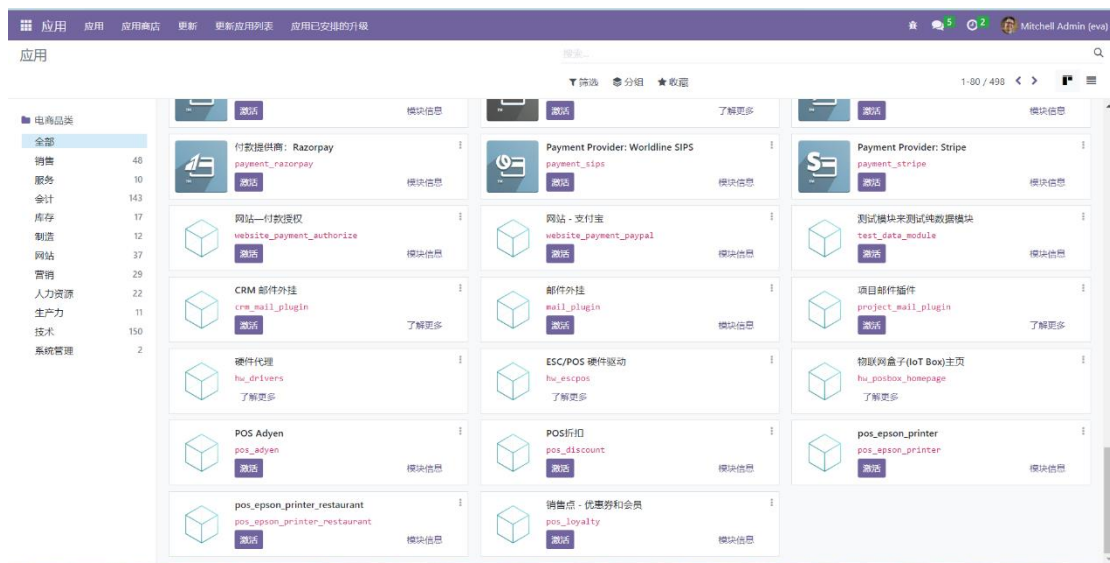 应用 应用 应用商店 更新 更新应用列表 应用已安排的升级 5 2 Mitchell Admin (eva)
应用 搜索...
筛选 分组 收藏 1-80 / 498
电商品类
全部
销售 48
服务 10
会计 143
库存 17
制造 12
网站 37
营销 29
人力资源 22
生产力 11
技术 150
系统管理 2
激活 模块信息 激活 了解更多 激活 模块信息
付款提供商：Razorpay
payment_razorpay
激活 模块信息
Payment Provider: Worldline SIPS
payment_sips
激活 模块信息
Payment Provider: Stripe
payment_stripe
激活 模块信息
网站—付款授权
website_payment_authorize
激活 模块信息
网站 - 支付宝
website_payment_paypal
激活 模块信息
测试模块来测试纯数据模块
test_data_module
激活 模块信息
CRM 邮件外挂
crm_mail_plugin
激活 了解更多
邮件外挂
mail_plugin
激活 模块信息
项目邮件插件
project_mail_plugin
激活 了解更多
硬件代理
hw_drivers
了解更多
ESC/POS 硬件驱动
hw_escpos
了解更多
物联网盒子(IoT Box)主页
hw_posbox_homepage
了解更多
POS Adyen
pos_adyen
激活 模块信息
POS折扣
pos_discount
激活 模块信息
pos_epson_printer
pos_epson_printer
激活 模块信息
pos_epson_printer_restaurant
pos_epson_printer_restaurant
激活 模块信息
销售点 - 优惠券和会员
pos_loyalty
激活 模块信息